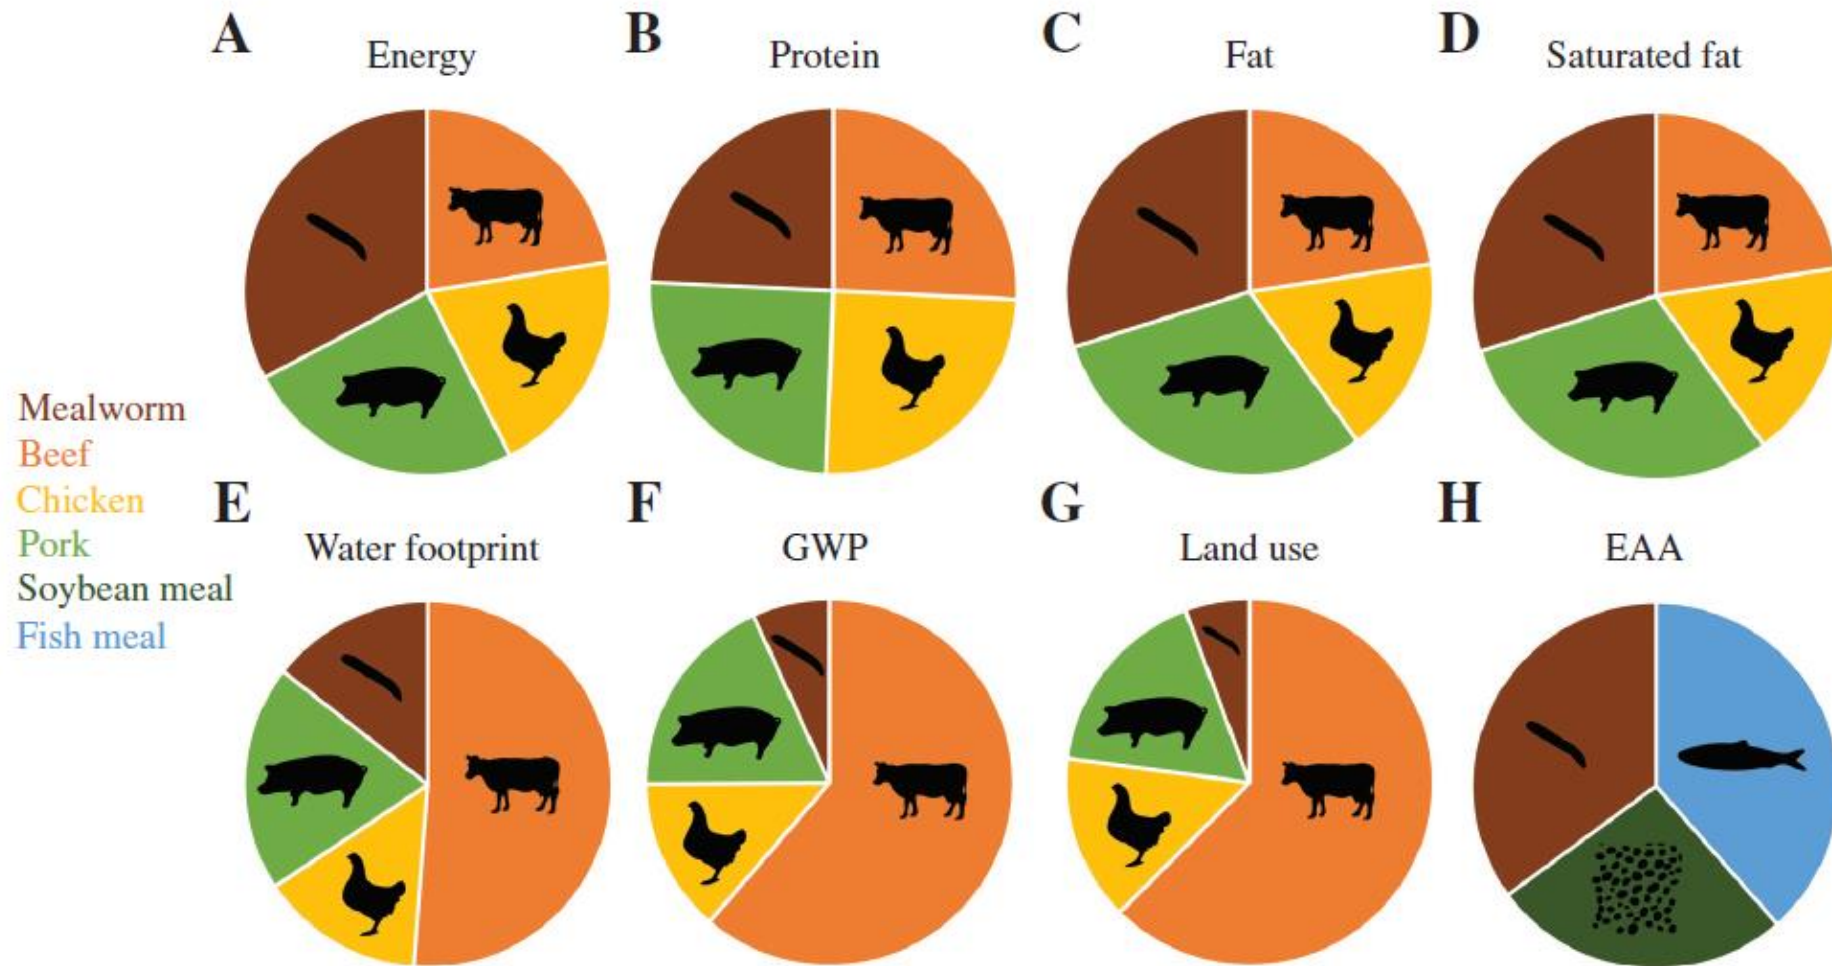 A Energy
B Protein
C Fat
D Saturated fat
Mealworm
Beef
Chicken
Pork
Soybean meal
Fish meal
E Water footprint
F GWP
G Land use
H EAA